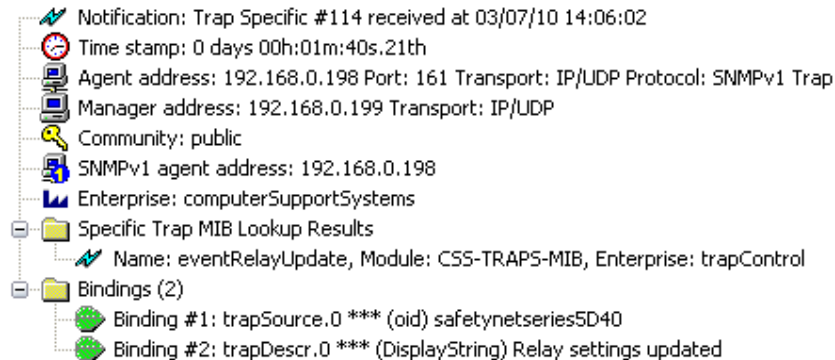 Notification: Trap Specific #114 received at 03/07/10 14:06:02
Time stamp: 0 days 00h:01m:40s.21th
Agent address: 192.168.0.198 Port: 161 Transport: IP/UDP Protocol: SNMPv1 Trap
Manager address: 192.168.0.199 Transport: IP/UDP
Community: public
SNMPv1 agent address: 192.168.0.198
Enterprise: computerSupportSystems
Specific Trap MIB Lookup Results
Name: eventRelayUpdate, Module: CSS-TRAPS-MIB, Enterprise: trapControl
Bindings (2)
Binding #1: trapSource.0 *** (oid) safetynetseries5D40
Binding #2: trapDescr.0 *** (DisplayString) Relay settings updated